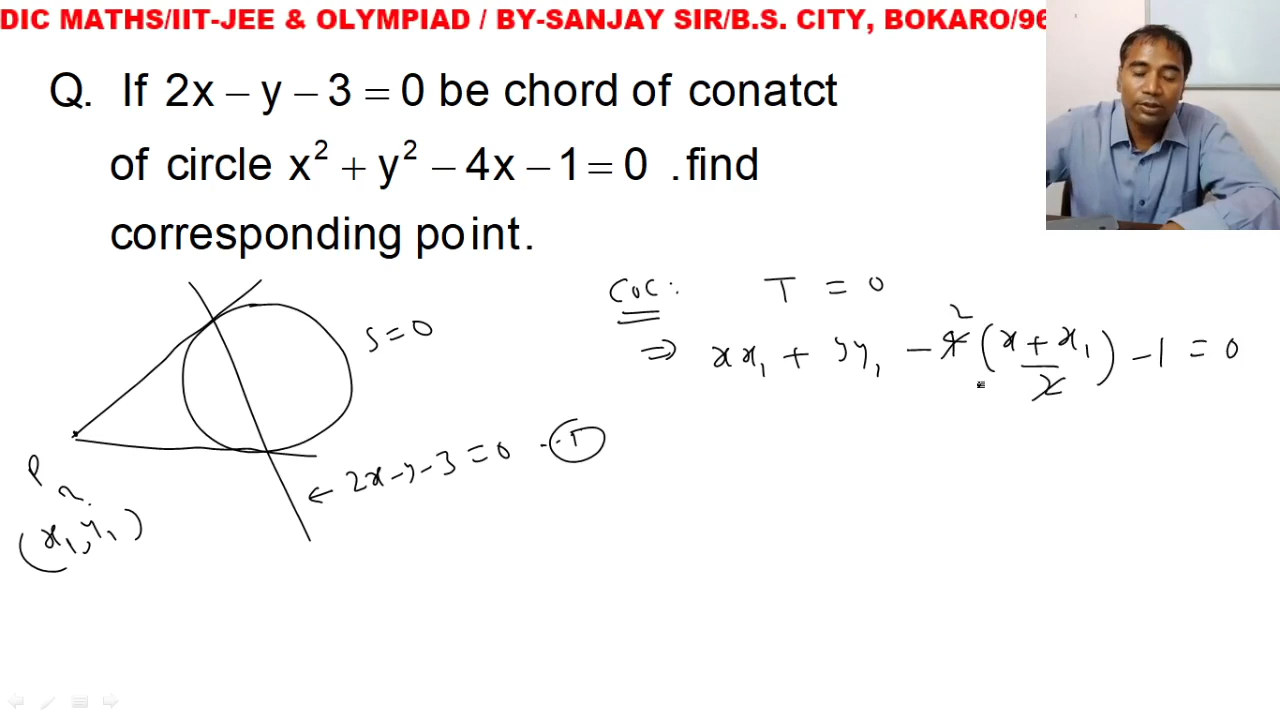 DIC MATHS/IIT-JEE & OLYMPIAD / BY-SANJAY SIR/B.S. CITY, BOKARO/96
Q. If 2x – y – 3 = 0 be chord of conatct
of circle x² + y² – 4x – 1 = 0 .find
corresponding point.
COC: T = 0
S = 0
⇒ xx₁ + yy₁ – 4² (x + x₁ / 2) – 1 = 0
← 2x – y – 3 = 0 --- I
P
(x₁, y₁)